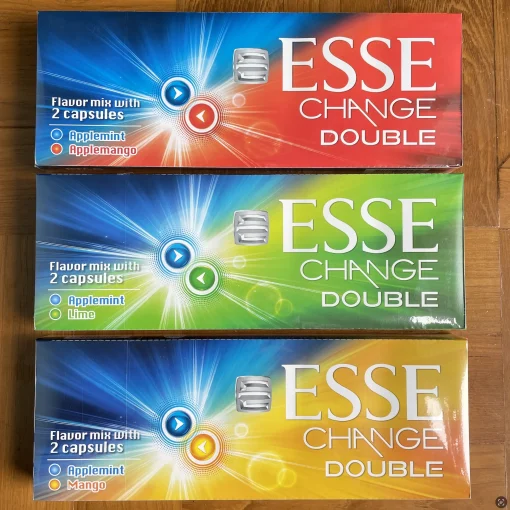 ESSE
CHANGE
DOUBLE
Flavor mix with
2 capsules
Applemint
Applemango
ESSE
CHANGE
DOUBLE
Flavor mix with
2 capsules
Applemint
Lime
ESSE
CHANGE
DOUBLE
Flavor mix with
2 capsules
Applemint
Mango